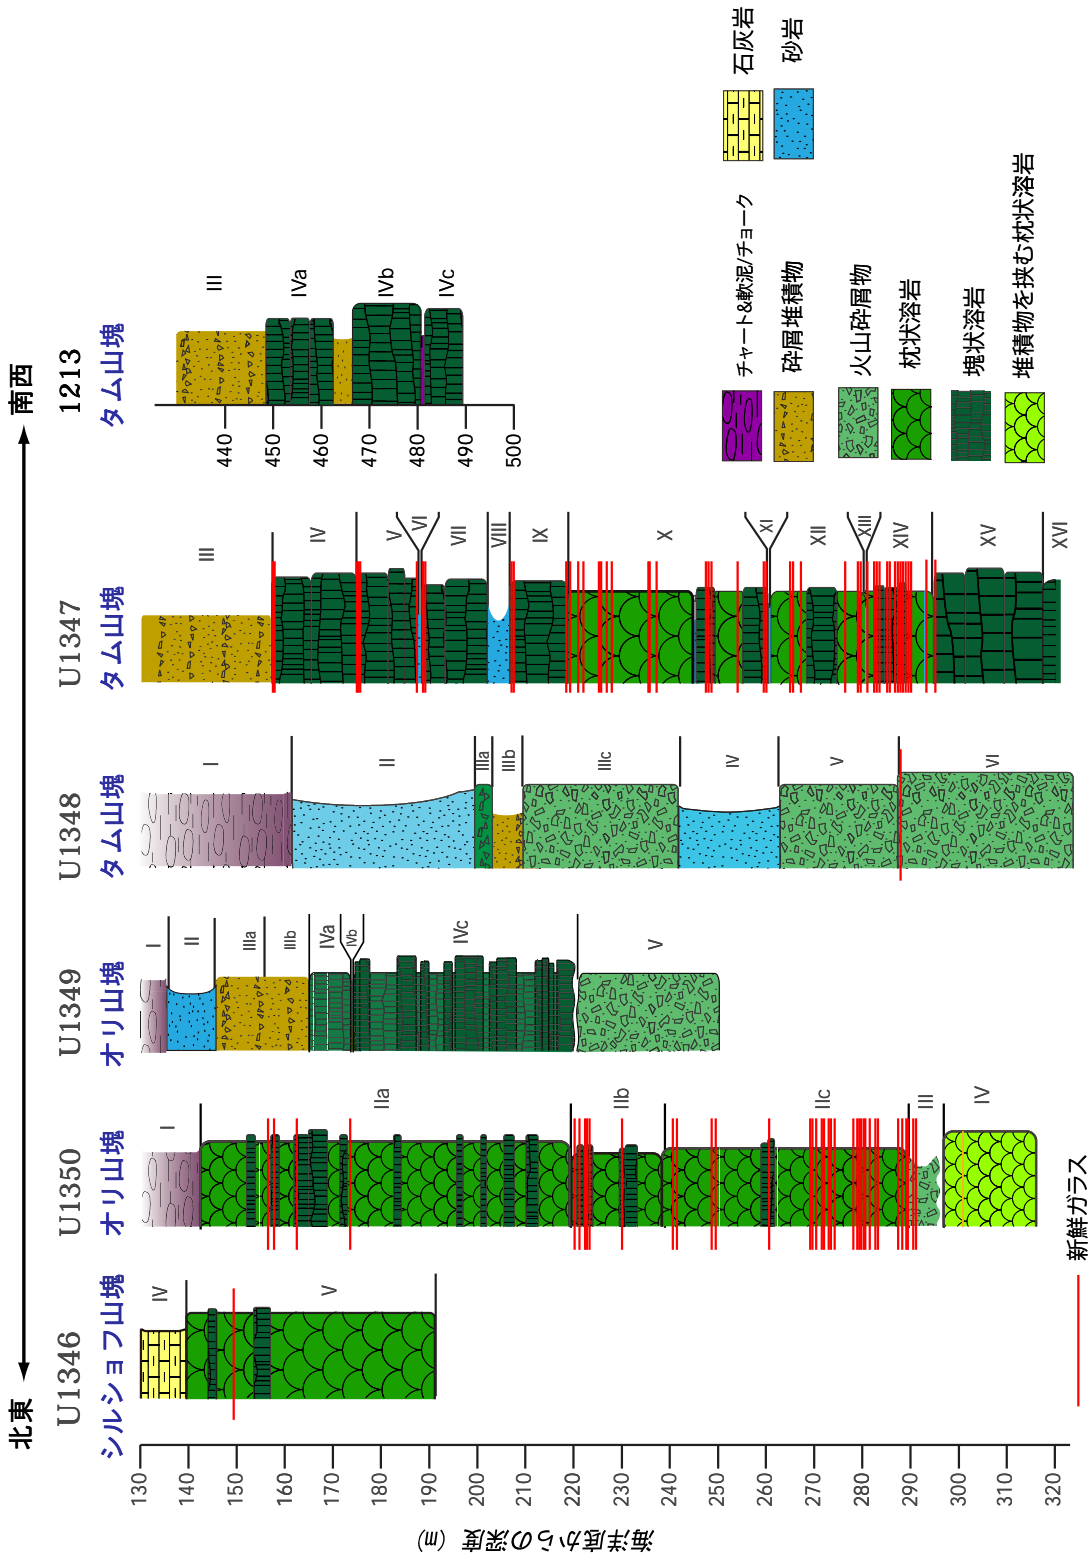 北東
南西
U1346
シルショフ山塊
IV
V
U1350
オリ山塊
I
IIa
IIb
IIc
III
IV
U1349
オリ山塊
I
II
IIIa
IIIb
IVa
IVb
IVc
V
U1348
タム山塊
I
II
IIIa
IIIb
IIIc
IV
V
VI
U1347
タム山塊
III
IV
V
VI
VII
VIII
IX
X
XI
XII
XIII
XIV
XV
XVI
1213
タム山塊
III
IVa
IVb
IVc
440
450
460
470
480
490
500
130
140
150
160
170
180
190
200
210
220
230
240
250
260
270
280
290
300
310
320
海洋底からの深度 (m)
チャート&軟泥/チョーク
砕屑堆積物
火山砕屑物
枕状溶岩
塊状溶岩
堆積物を挟む枕状溶岩
石灰岩
砂岩
新鮮ガラス